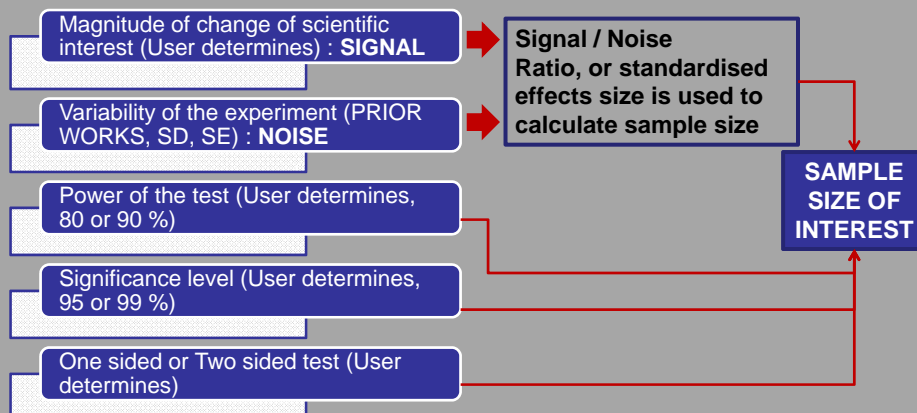 Magnitude of change of scientific
interest (User determines) : SIGNAL
Variability of the experiment (PRIOR
WORKS, SD, SE) : NOISE
Signal / Noise
Ratio, or standardised
effects size is used to
calculate sample size
Power of the test (User determines,
80 or 90 %)
Significance level (User determines,
95 or 99 %)
One sided or Two sided test (User
determines)
SAMPLE
SIZE OF
INTEREST